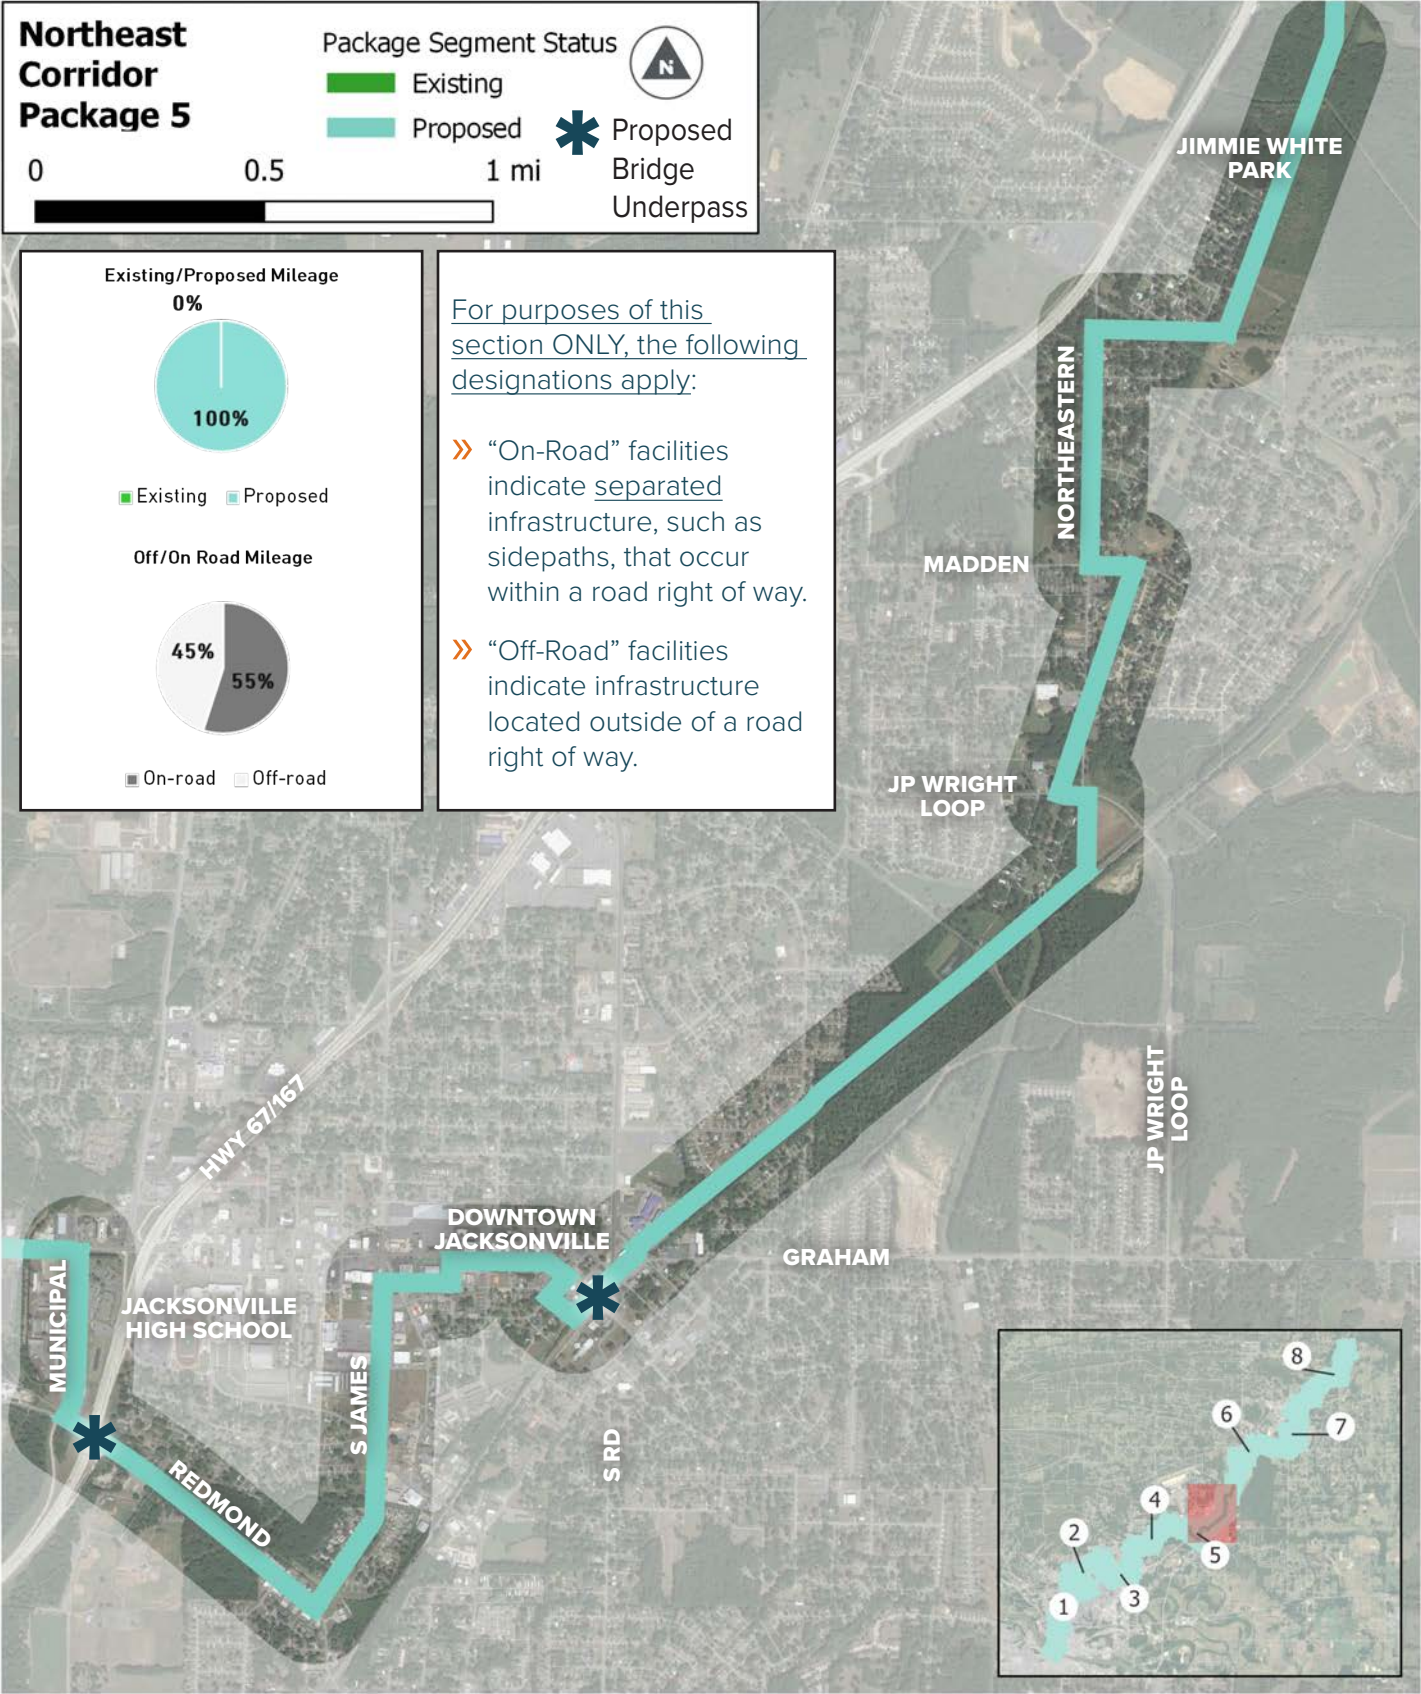 Northeast
Corridor
Package 5
Package Segment Status
Existing
Proposed
N
Proposed
Bridge
Underpass
0 0.5 1 mi
Existing/Proposed Mileage
0%
100%
Existing Proposed
Off/On Road Mileage
45%
55%
On-road Off-road
For purposes of this
section ONLY, the following
designations apply:
» “On-Road” facilities
indicate separated
infrastructure, such as
sidepaths, that occur
within a road right of way.
» “Off-Road” facilities
indicate infrastructure
located outside of a road
right of way.
JIMMIE WHITE
PARK
NORTHEASTERN
MADDEN
JP WRIGHT
LOOP
JP WRIGHT
LOOP
HWY 67/167
DOWNTOWN
JACKSONVILLE
GRAHAM
MUNICIPAL
JACKSONVILLE
HIGH SCHOOL
S JAMES
S RD
REDMOND
8
7
6
4
5
2
3
1